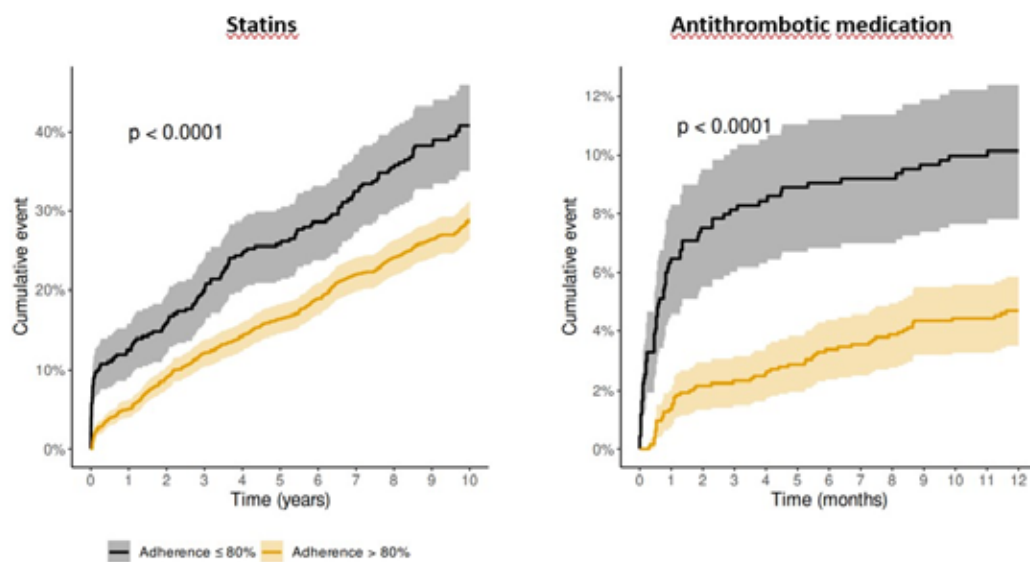 Statins
Antithrombotic medication
p < 0.0001
40%
30%
20%
10%
0%
Cumulative event
0 1 2 3 4 5 6 7 8 9 10
Time (years)
p < 0.0001
12%
10%
8%
6%
4%
2%
0%
Cumulative event
0 1 2 3 4 5 6 7 8 9 10 11 12
Time (months)
Adherence ≤ 80% Adherence > 80%